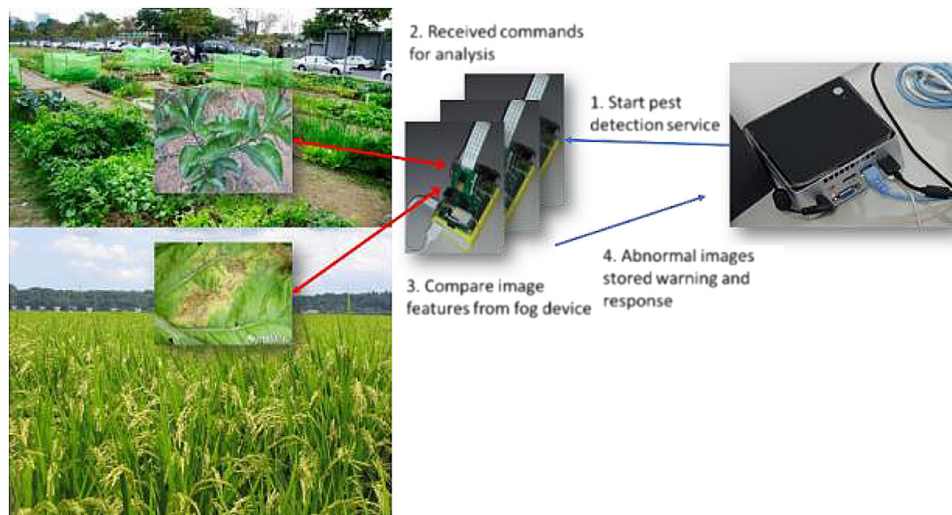 2. Received commands
for analysis
1. Start pest
detection service
3. Compare image
features from fog device
4. Abnormal images
stored warning and
response